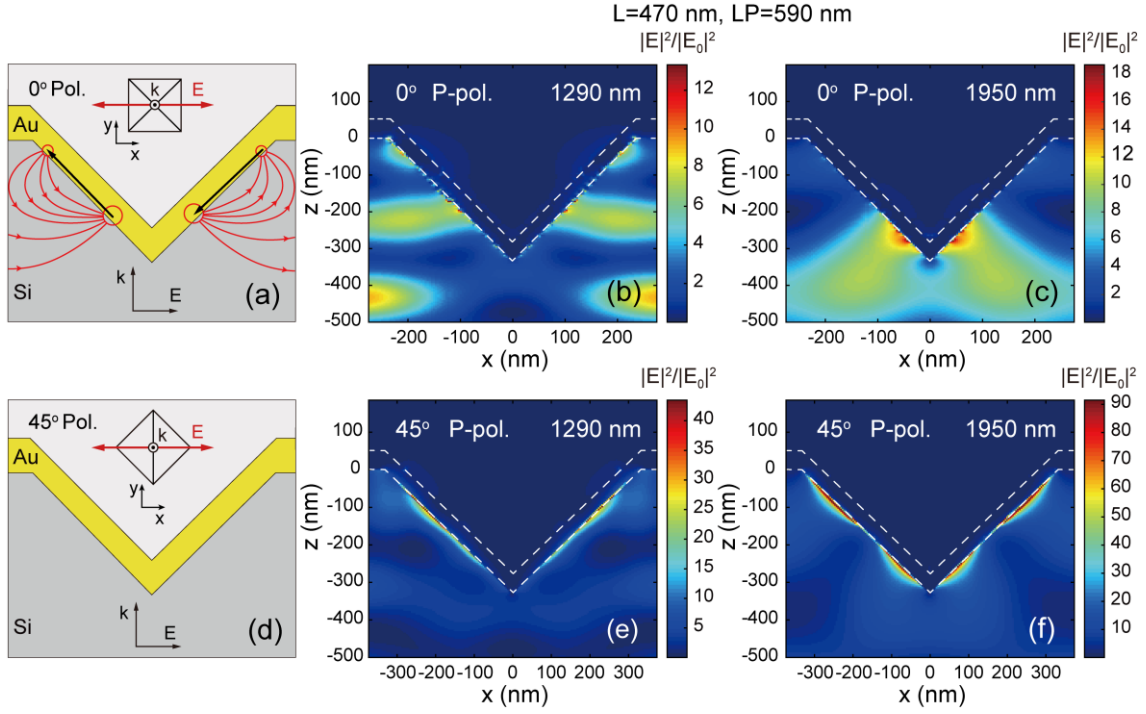 L=470 nm, LP=590 nm
0° Pol.
k
E
y
x
Au
Si
k
E
(a)
|E|²/|E₀|²
0° P-pol. 1290 nm
(b)
z (nm)
100
0
-100
-200
-300
-400
-500
-200 -100 0 100 200
x (nm)
12
10
8
6
4
2
|E|²/|E₀|²
0° P-pol. 1950 nm
(c)
z (nm)
100
0
-100
-200
-300
-400
-500
-200 -100 0 100 200
x (nm)
18
16
14
12
10
8
6
4
2
45° Pol.
k
E
y
x
Au
Si
k
E
(d)
|E|²/|E₀|²
45° P-pol. 1290 nm
(e)
z (nm)
100
0
-100
-200
-300
-400
-500
-300 -200 -100 0 100 200 300
x (nm)
40
35
30
25
20
15
10
5
|E|²/|E₀|²
45° P-pol. 1950 nm
(f)
z (nm)
100
0
-100
-200
-300
-400
-500
-300 -200 -100 0 100 200 300
x (nm)
90
80
70
60
50
40
30
20
10